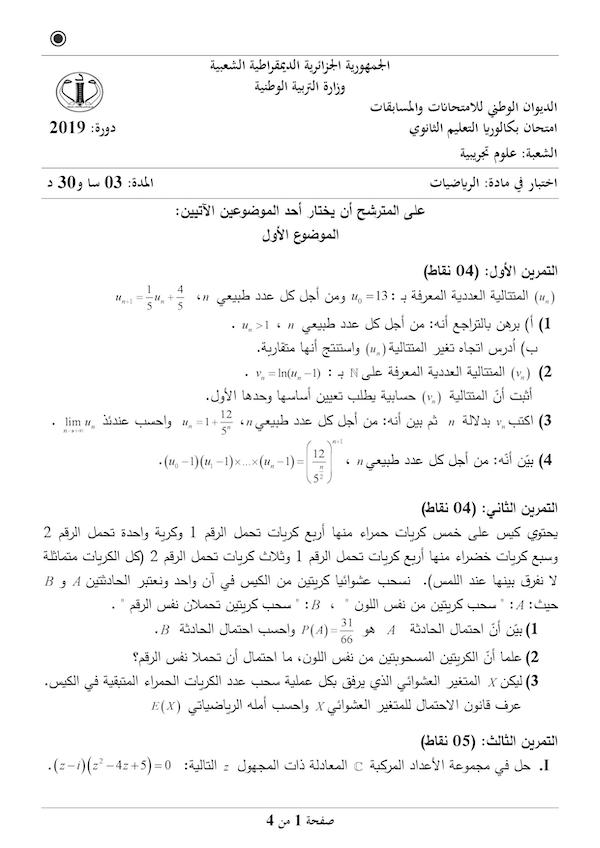 الجمهورية الجزائرية الديمقراطية الشعبية
وزارة التربية الوطنية
الديوان الوطني للامتحانات والمسابقات
امتحان بكالوريا التعليم الثانوي
دورة: 2019
الشعبة: علوم تجريبية
اختبار في مادة: الرياضيات
المدة: 03 سا و30 د
على المترشح أن يختار أحد الموضوعين الآتيين:
الموضوع الأول
التمرين الأول: (04 نقاط)
(u_n) المتتالية العددية المعرفة بـ : u_0 = 13 ومن أجل كل عدد طبيعي n ، u_{n+1} = \frac{1}{5}u_n + \frac{4}{5}
1) أ) برهن بالتراجع أنه: من أجل كل عدد طبيعي n ، u_n > 1 .
ب) أدرس اتجاه تغير المتتالية (u_n) واستنتج أنها متقاربة.
2) (v_n) المتتالية العددية المعرفة على ℕ بـ : v_n = ln(u_n − 1) .
أثبت أنّ المتتالية (v_n) حسابية يطلب تعيين أساسها وحدها الأول.
3) اكتب v_n بدلالة n ثم بين أنه: من أجل كل عدد طبيعي n، u_n = 1 + \frac{12}{5^n} واحسب عندئذ \lim_{n→+∞} u_n .
4) بيّن أنّه: من أجل كل عدد طبيعي n ، (u_0 − 1)(u_1 − 1)×...×(u_n − 1) = \left(\frac{12}{5^{\frac{n}{2}}}\right)^{n+1}.
التمرين الثاني: (04 نقاط)
يحتوي كيس على خمس كريات حمراء منها أربع كريات تحمل الرقم 1 وكرية واحدة تحمل الرقم 2
وسبع كريات خضراء منها أربع كريات تحمل الرقم 1 وثلاث كريات تحمل الرقم 2 (كل الكريات متماثلة
لا نفرق بينها عند اللمس). نسحب عشوائيا كريتين من الكيس في آن واحد ونعتبر الحادثتين A و B
حيث: A : " سحب كريتين من نفس اللون " ، B : " سحب كريتين تحملان نفس الرقم " .
1) بيّن أنّ احتمال الحادثة A هو P(A) = \frac{31}{66} واحسب احتمال الحادثة B .
2) علما أنّ الكريتين المسحوبتين من نفس اللون، ما احتمال أن تحملا نفس الرقم؟
3) ليكن X المتغير العشوائي الذي يرفق بكل عملية سحب عدد الكريات الحمراء المتبقية في الكيس.
عرف قانون الاحتمال للمتغير العشوائي X واحسب أمله الرياضياتي E(X)
التمرين الثالث: (05 نقاط)
I. حل في مجموعة الأعداد المركبة ℂ المعادلة ذات المجهول z التالية: (z − i)(z² − 4z + 5) = 0 .
صفحة 1 من 4